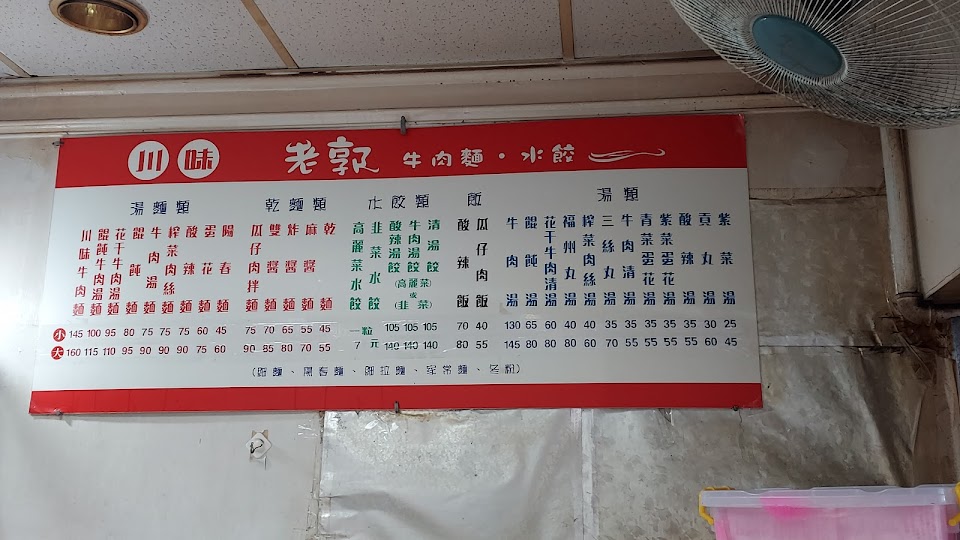 川味 老郭 牛肉麵・水餃
湯麵類
川味牛肉麵
餛飩牛肉湯麵
花干牛肉湯麵
餛飩麵
牛肉湯麵
榨菜肉絲麵
酸辣麵
蛋花麵
陽春麵
小 145 100 95 80 75 75 75 60 45
大 160 115 110 95 90 90 90 75 60
乾麵類
瓜仔肉拌麵
雙醬麵
炸醬麵
麻醬麵
乾麵
75 70 65 55 45
90 85 80 70 55
水餃類
高麗菜水餃
韭菜水餃
一粒
7元
酸辣湯餃
牛肉湯餃
清湯餃
(高麗菜)
或
(韭菜)
105 105 105
140 140 140
飯
酸辣飯
瓜仔肉飯
70 40
80 55
湯類
牛肉湯
餛飩湯
花干牛肉清湯
福州丸湯
榨菜肉絲湯
三絲湯
牛肉清湯
青菜蛋花湯
紫菜蛋花湯
酸辣湯
貢丸湯
紫菜湯
130 65 60 40 40 35 35 35 35 35 30 25
145 80 80 80 60 70 55 55 55 55 60 45
麵、陽春麵、拉麵、家常麵、冬粉)